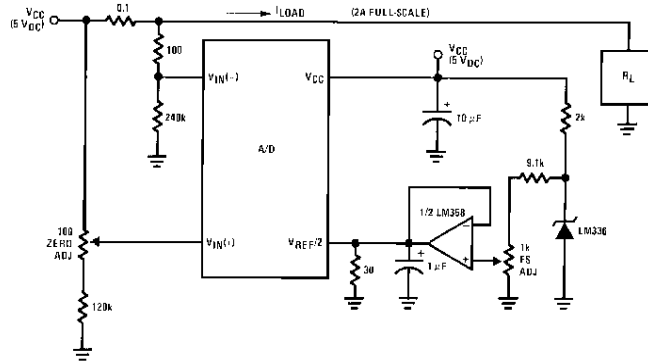 VCC
(5 VDC)
0.1
ILOAD
(2A FULL-SCALE)
100
VIN(−)
240k
A/D
VCC
VCC
(5 VDC)
10 µF
RL
2k
9.1k
1/2 LM358
LM336
100
ZERO
ADJ
VIN(+)
VREF/2
30
1 µF
1k
FS
ADJ
120k